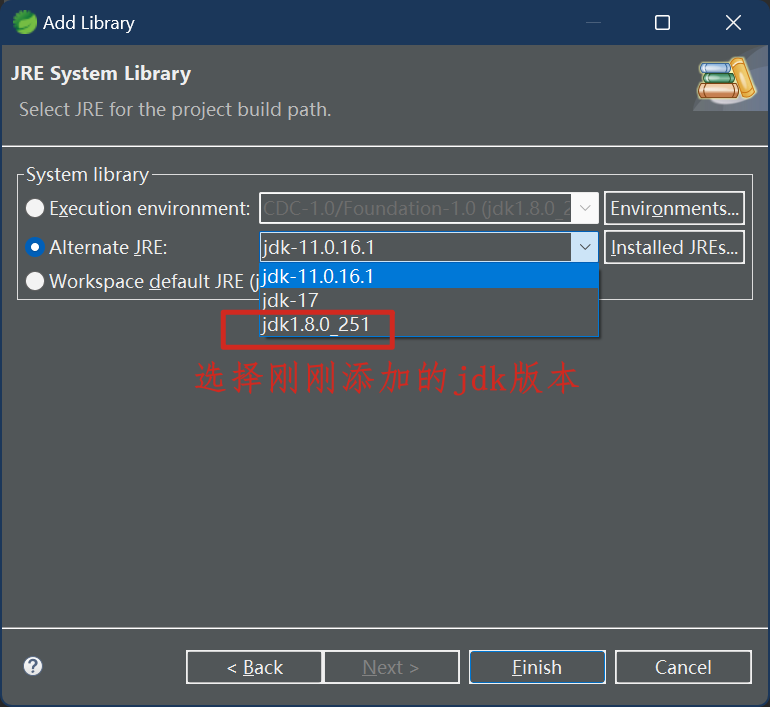 Add Library
JRE System Library
Select JRE for the project build path.
System library
Execution environment: CDC-1.0/Foundation-1.0 (jdk1.8.0_2 Environments...
Alternate JRE: jdk-11.0.16.1 Installed JREs...
Workspace default JRE (j jdk-11.0.16.1
jdk-17
jdk1.8.0_251
选择刚刚添加的jdk版本
?
< Back Next > Finish Cancel